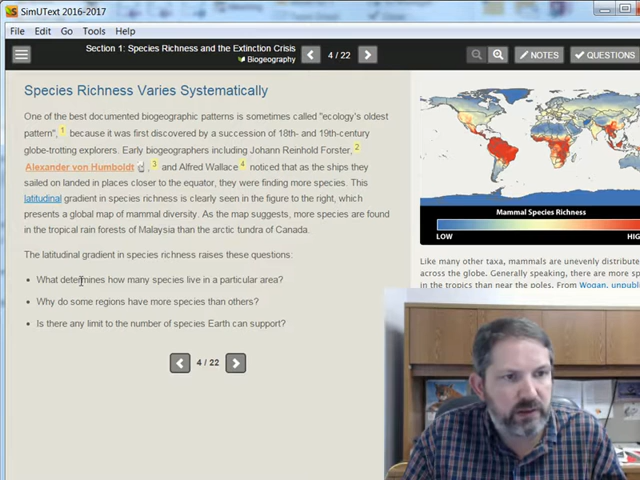 SimUText 2016-2017
File Edit Go Tools Help
Section 1: Species Richness and the Extinction Crisis
Biogeography
4 / 22
NOTES
QUESTIONS
Species Richness Varies Systematically
One of the best documented biogeographic patterns is sometimes called "ecology's oldest
pattern",1 because it was first discovered by a succession of 18th- and 19th-century
globe-trotting explorers. Early biogeographers including Johann Reinhold Forster,2
Alexander von Humboldt ,3 and Alfred Wallace4 noticed that as the ships they
sailed on landed in places closer to the equator, they were finding more species. This
latitudinal gradient in species richness is clearly seen in the figure to the right, which
presents a global map of mammal diversity. As the map suggests, more species are found
in the tropical rain forests of Malaysia than the arctic tundra of Canada.
The latitudinal gradient in species richness raises these questions:
• What determines how many species live in a particular area?
• Why do some regions have more species than others?
• Is there any limit to the number of species Earth can support?
4 / 22
Mammal Species Richness
LOW
Like many other taxa, mammals are unevenly
across the globe. Generally speaking, there are more
in the tropics than near the poles. From Wogan,